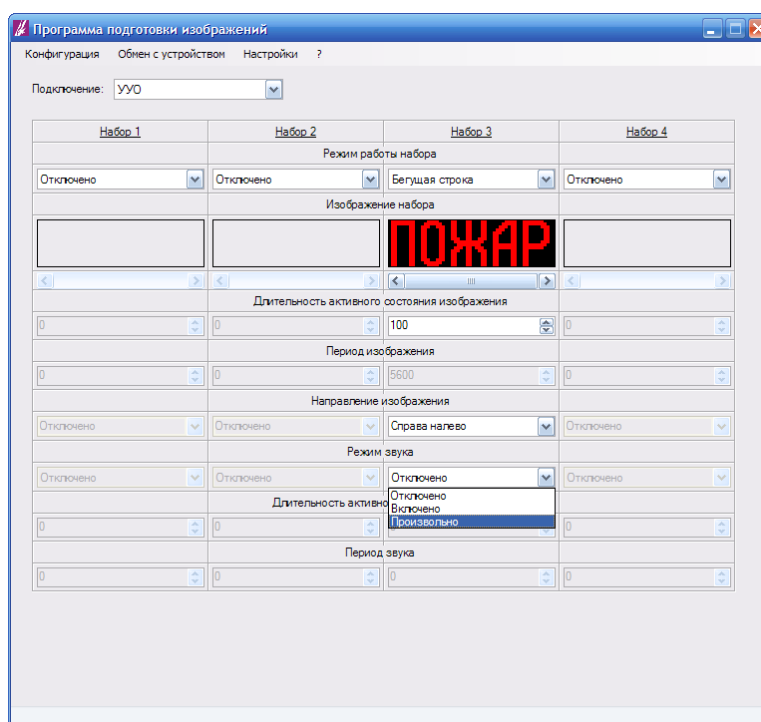 Программа подготовки изображений
Конфигурация Обмен с устройством Настройки ?
Подключение: УУО
Набор 1 Набор 2 Набор 3 Набор 4
Режим работы набора
Отключено Отключено Бегущая строка Отключено
Изображение набора
ПОЖАР
Длительность активного состояния изображения
0 0 100 0
Период изображения
0 0 5600 0
Направление изображения
Отключено Отключено Справа налево Отключено
Режим звука
Отключено Отключено Отключено Отключено
Отключено
Включено
Произвольно
Длительность активно
0 0 0
Период звука
0 0 0 0